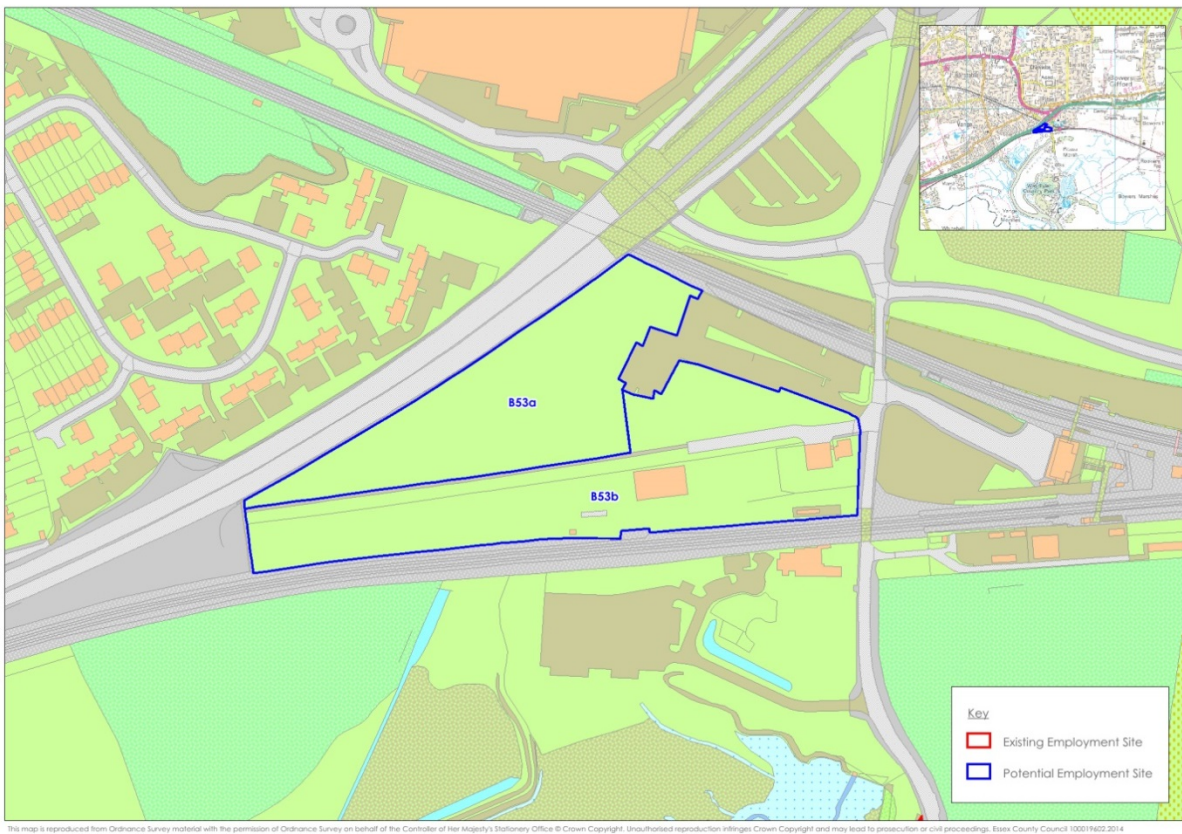 B53a
B53b
Key
Existing Employment Site
Potential Employment Site
This map is reproduced from Ordnance Survey material with the permission of Ordnance Survey on behalf of the Controller of Her Majesty's Stationery Office © Crown Copyright. Unauthorised reproduction infringes Crown Copyright and may lead to prosecution or civil proceedings. Essex County Council 100019602 2014